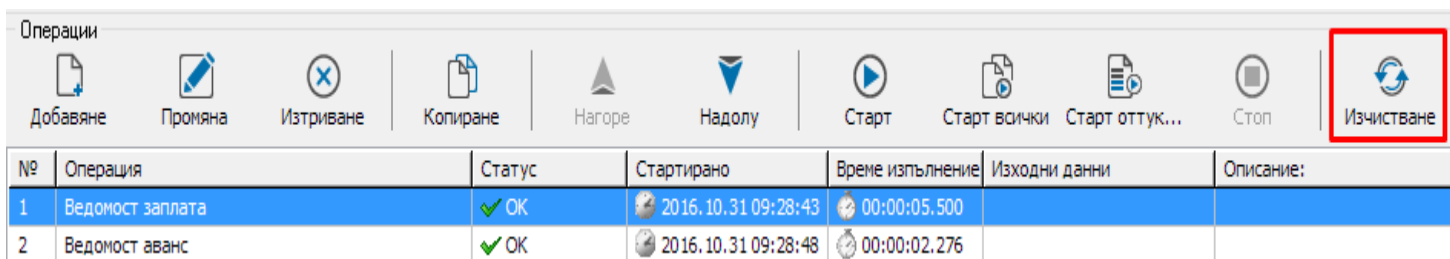 Операции
Добавяне Промяна Изтриване Копиране Нагоре Надолу Старт Старт всички Старт оттук... Стоп Изчистване
№ Операция Статус Стартирано Време изпълнение Изходни данни Описание:
1 Ведомост заплата OK 2016.10.31 09:28:43 00:00:05.500
2 Ведомост аванс OK 2016.10.31 09:28:48 00:00:02.276